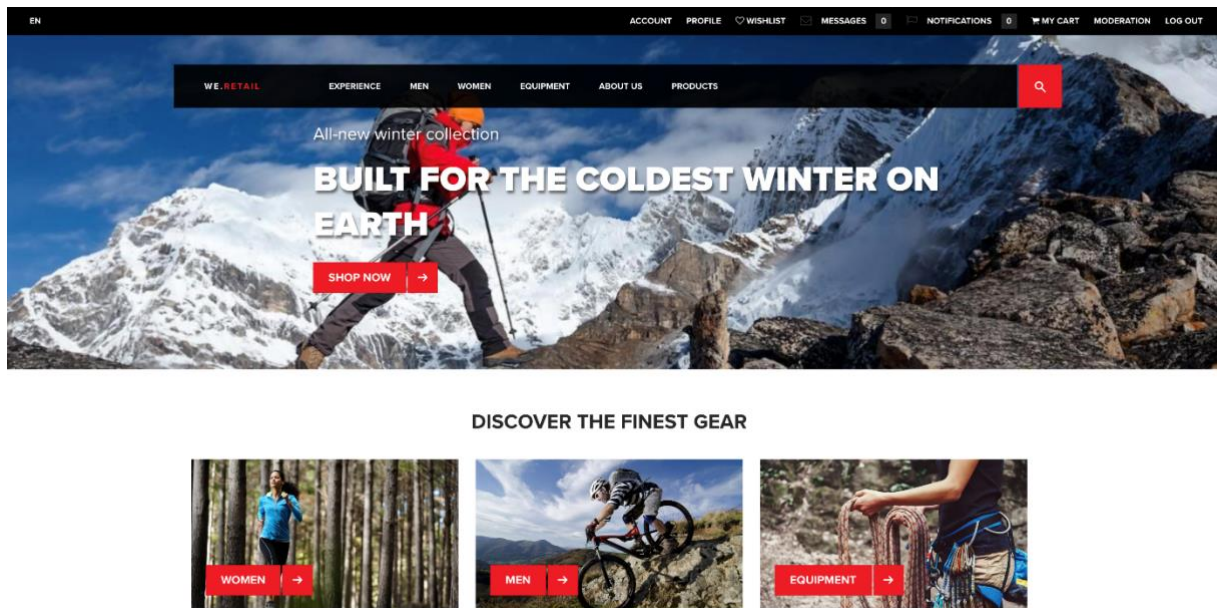 EN ACCOUNT PROFILE WISHLIST MESSAGES 0 NOTIFICATIONS 0 MY CART MODERATION LOG OUT
WE.RETAIL EXPERIENCE MEN WOMEN EQUIPMENT ABOUT US PRODUCTS
All-new winter collection
BUILT FOR THE COLDEST WINTER ON
EARTH
SHOP NOW
DISCOVER THE FINEST GEAR
WOMEN MEN EQUIPMENT